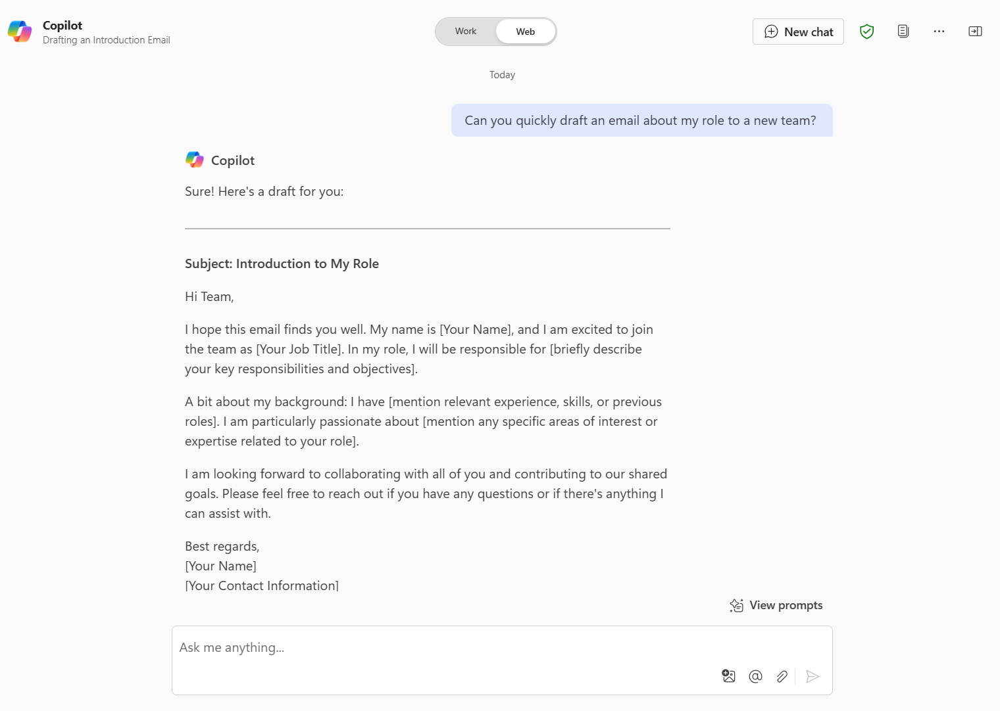 Copilot
Drafting an Introduction Email
Work
Web
New chat
Today
Can you quickly draft an email about my role to a new team?
Copilot
Sure! Here's a draft for you:
Subject: Introduction to My Role
Hi Team,
I hope this email finds you well. My name is [Your Name], and I am excited to join
the team as [Your Job Title]. In my role, I will be responsible for [briefly describe
your key responsibilities and objectives].
A bit about my background: I have [mention relevant experience, skills, or previous
roles]. I am particularly passionate about [mention any specific areas of interest or
expertise related to your role].
I am looking forward to collaborating with all of you and contributing to our shared
goals. Please feel free to reach out if you have any questions or if there's anything I
can assist with.
Best regards,
[Your Name]
[Your Contact Information]
View prompts
Ask me anything...